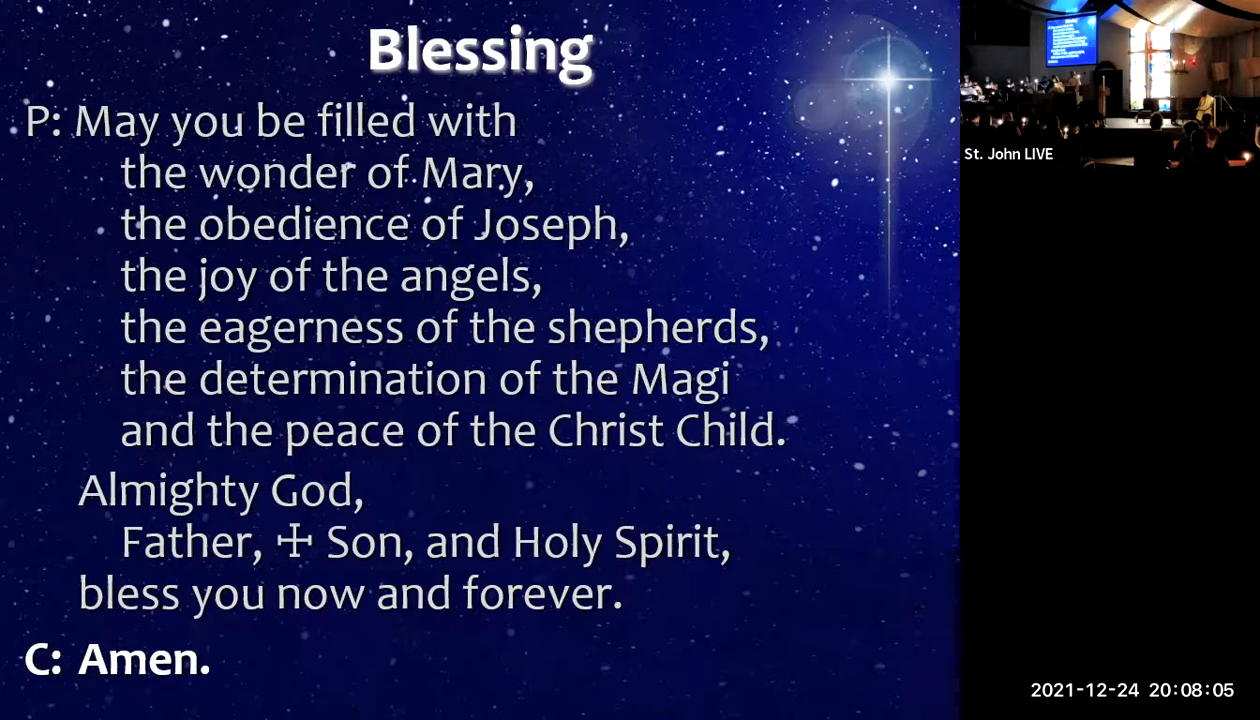 Blessing
P: May you be filled with
the wonder of Mary,
the obedience of Joseph,
the joy of the angels,
the eagerness of the shepherds,
the determination of the Magi
and the peace of the Christ Child.
Almighty God,
Father, ☩ Son, and Holy Spirit,
bless you now and forever.
C: Amen.
St. John LIVE
2021-12-24 20:08:05